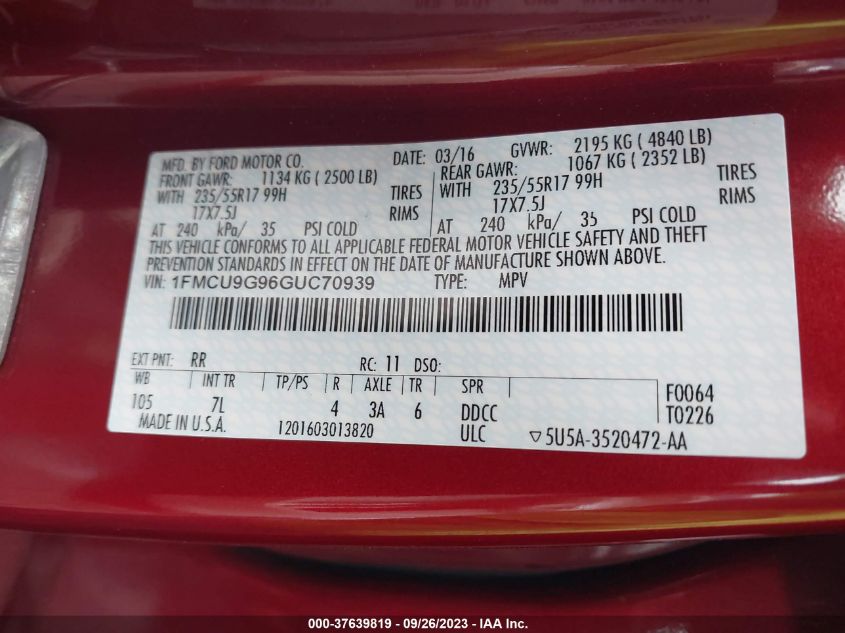 MFD. BY FORD MOTOR CO. DATE: 03/16 GVWR: 2195 KG ( 4840 LB)
FRONT GAWR: 1134 KG ( 2500 LB) REAR GAWR: 1067 KG ( 2352 LB)
WITH 235/55R17 99H TIRES WITH 235/55R17 99H TIRES
17X7.5J RIMS 17X7.5J RIMS
AT 240 kPa/ 35 PSI COLD AT 240 kPa/ 35 PSI COLD
THIS VEHICLE CONFORMS TO ALL APPLICABLE FEDERAL MOTOR VEHICLE SAFETY AND THEFT
PREVENTION STANDARDS IN EFFECT ON THE DATE OF MANUFACTURE SHOWN ABOVE.
VIN: 1FMCU9G96GUC70939 TYPE: MPV
EXT PNT: RR RC: 11 DSO:
WB INT TR TP/PS R AXLE TR SPR F0064
105 7L 4 3A 6 DDCC T0226
MADE IN U.S.A. 1201603013820 ULC ▽5U5A-3520472-AA
000-37639819 - 09/26/2023 - IAA Inc.